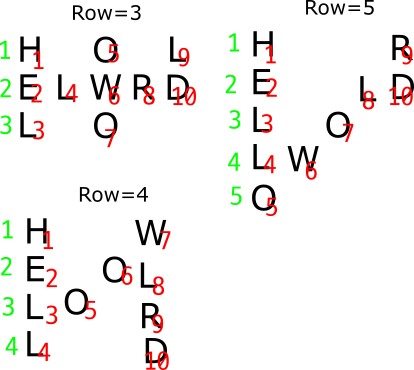 Row=3
1 H1 O5 L9
2 E2 L4 W6 R8 D10
3 L3 O7
Row=5
1 H1 R9
2 E2 L8 D10
3 L3 O7
4 L4 W6
5 O5
Row=4
1 H1 W7
2 E2 O6 L8
3 L3 O5 R9
4 L4 D10